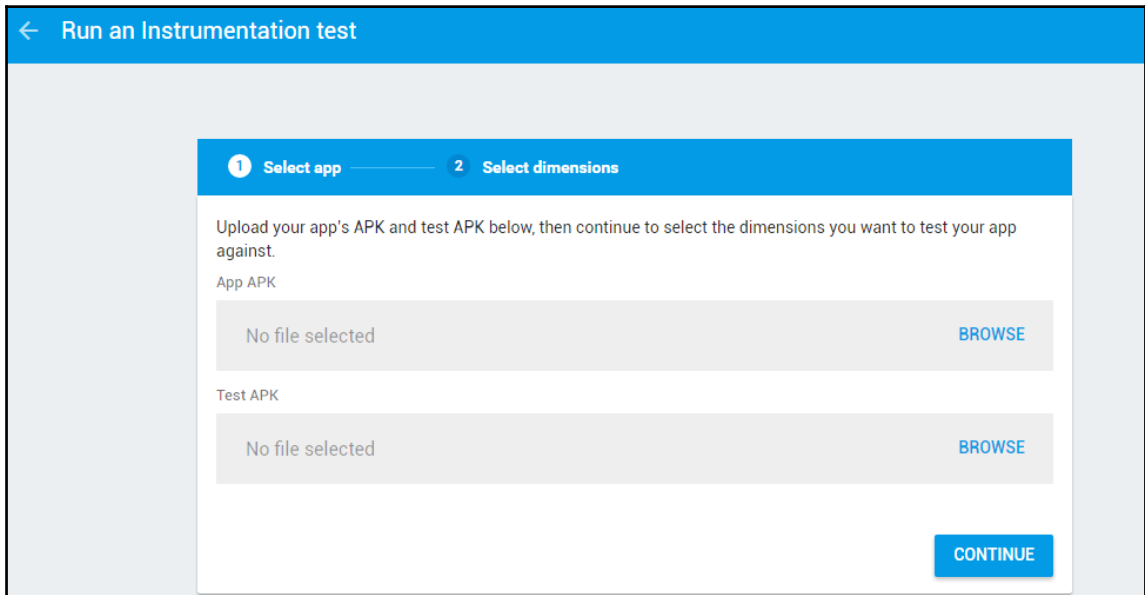 ← Run an Instrumentation test
1 Select app 2 Select dimensions
Upload your app's APK and test APK below, then continue to select the dimensions you want to test your app
against.
App APK
No file selected BROWSE
Test APK
No file selected BROWSE
CONTINUE